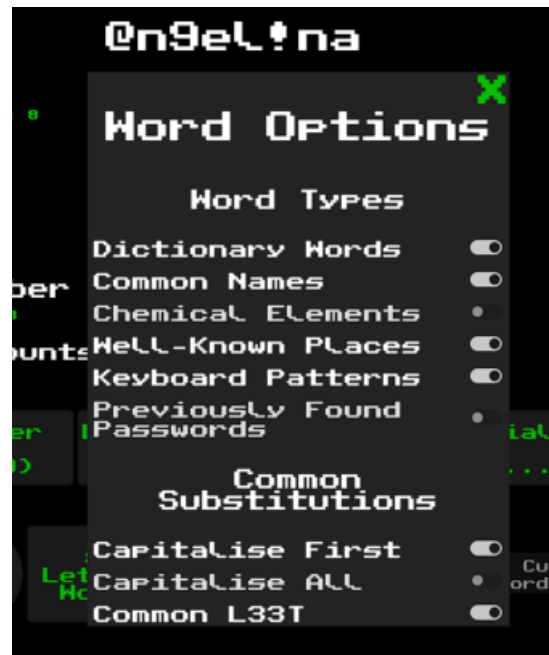 @n9el!na
X
8
Word Options
Word Types
Dictionary Words
Common Names
Chemical Elements
Well-Known Places
Keyboard Patterns
Previously Found
Passwords
Common
Substitutions
Capitalise First
Capitalise All
Common L33T